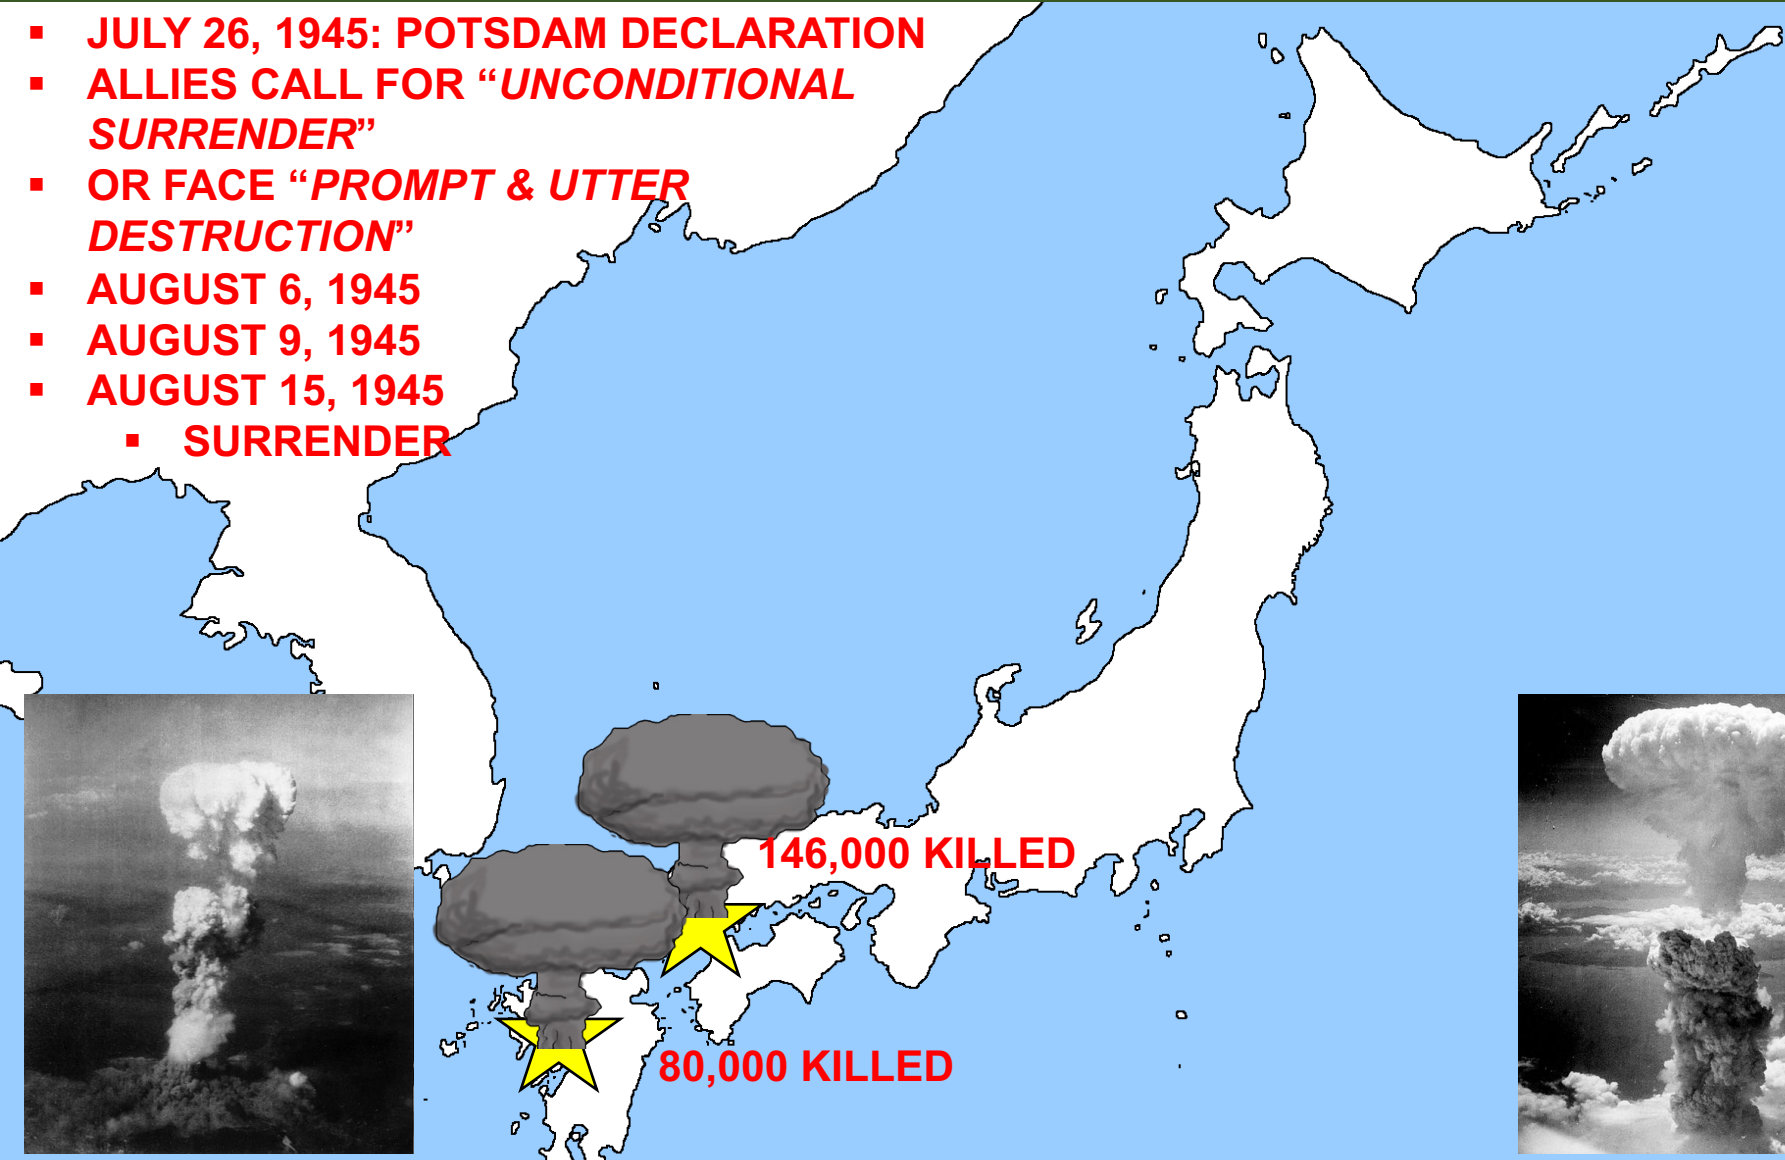 ▪ JULY 26, 1945: POTSDAM DECLARATION
▪ ALLIES CALL FOR “UNCONDITIONAL
SURRENDER”
▪ OR FACE “PROMPT & UTTER
DESTRUCTION”
▪ AUGUST 6, 1945
▪ AUGUST 9, 1945
▪ AUGUST 15, 1945
▪ SURRENDER
146,000 KILLED
80,000 KILLED